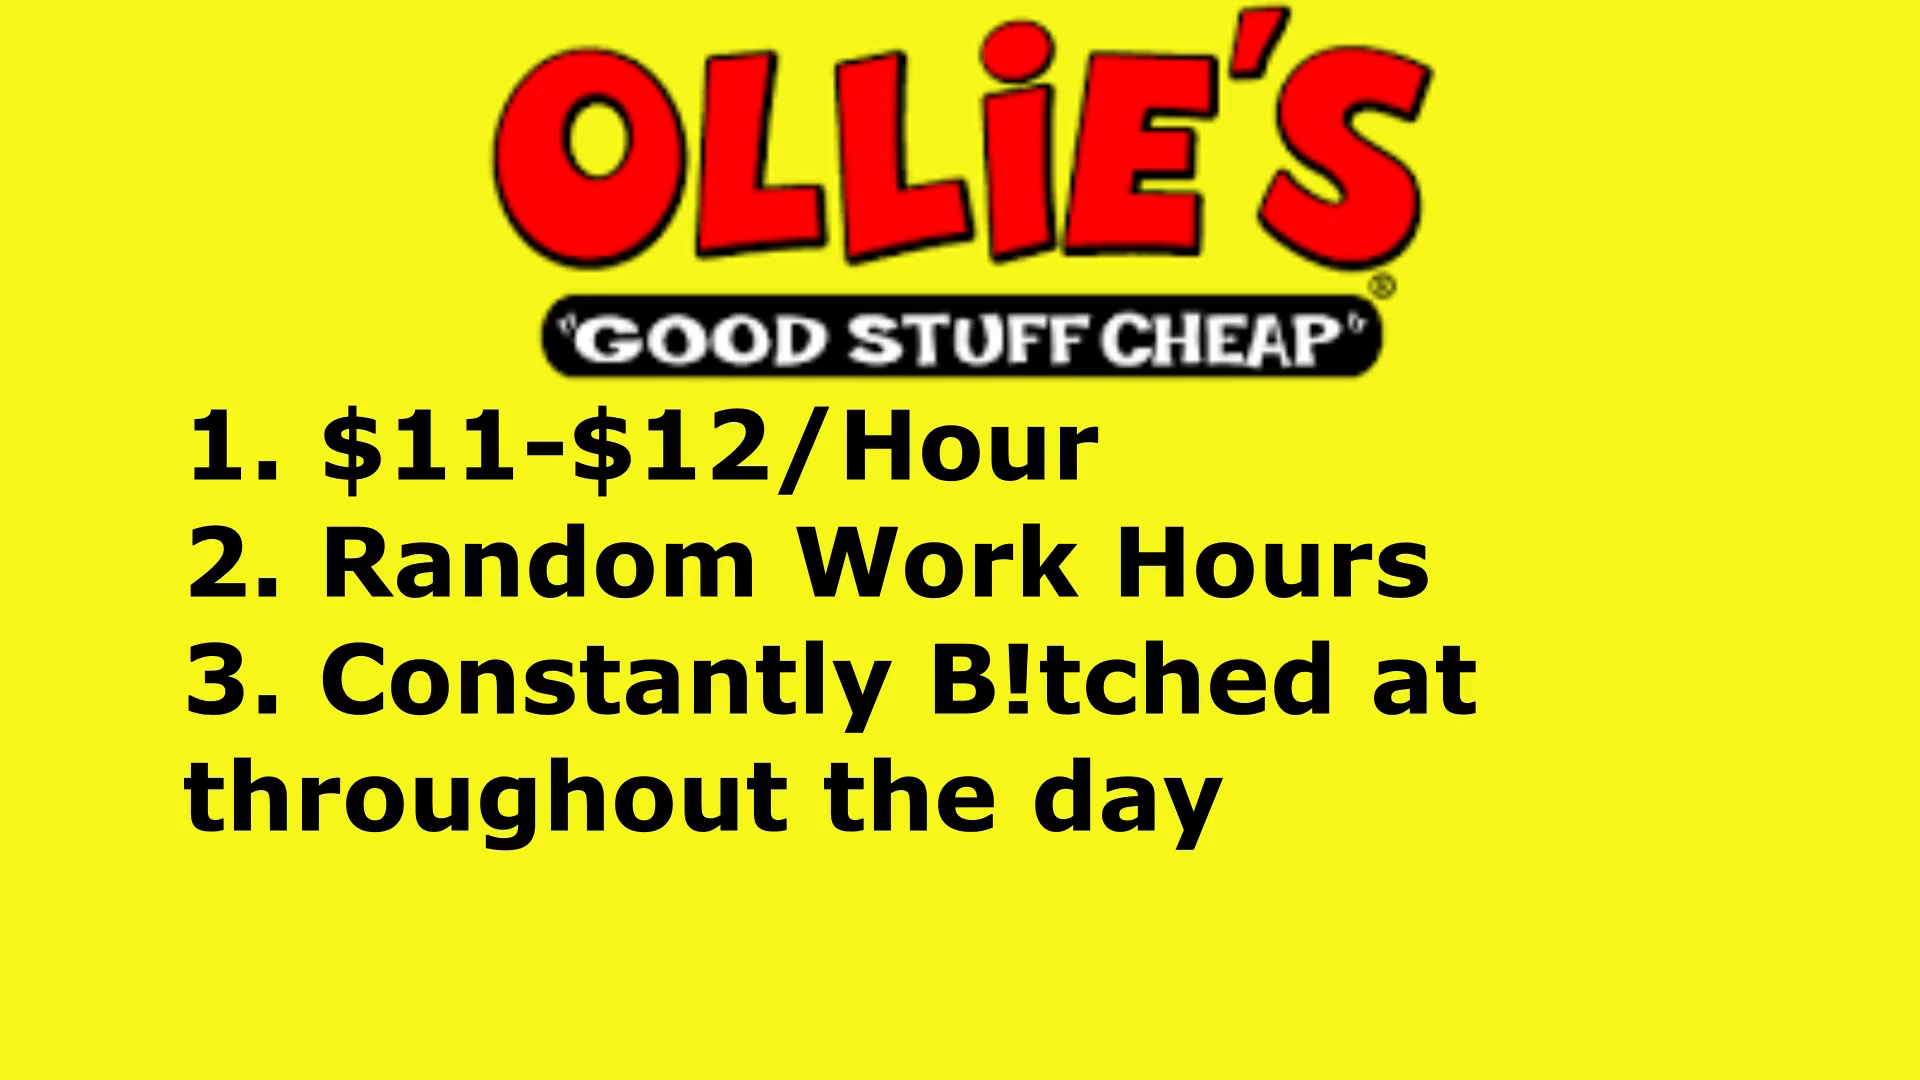 OLLiE'S
®
"GOOD STUFF CHEAP"
1. $11-$12/Hour
2. Random Work Hours
3. Constantly B!tched at
throughout the day